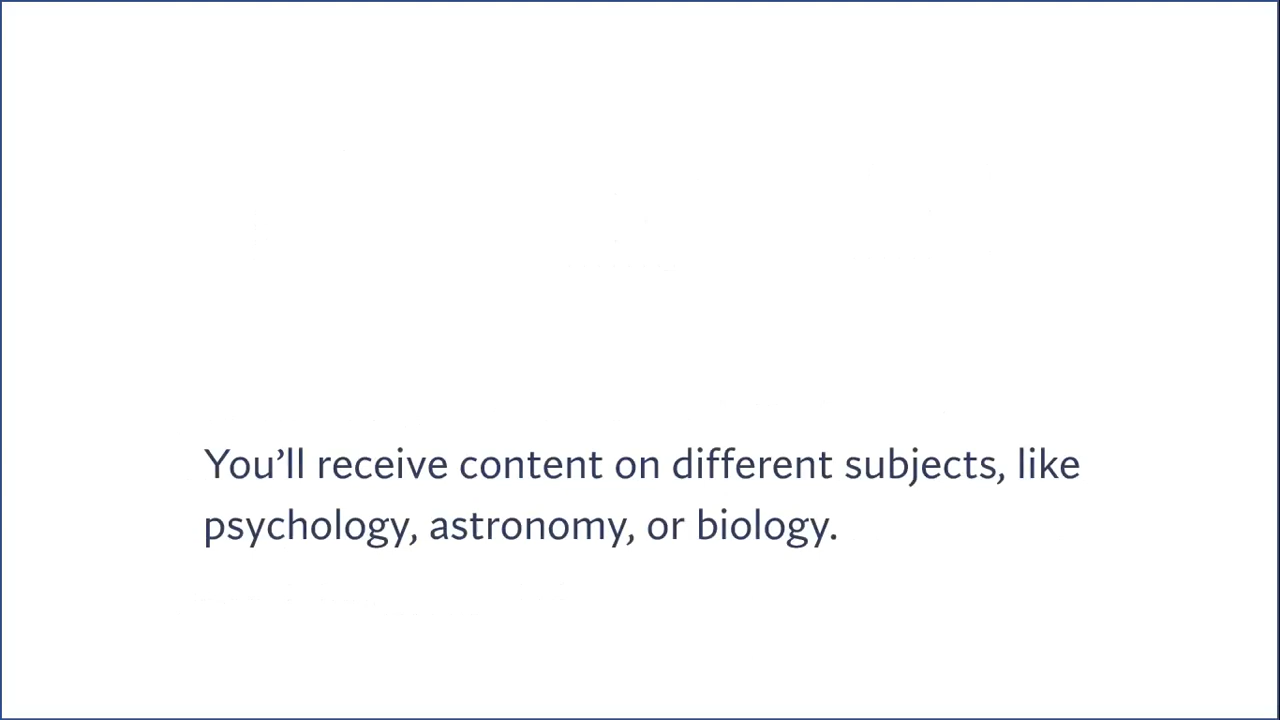 You’ll receive content on different subjects, like
psychology, astronomy, or biology.